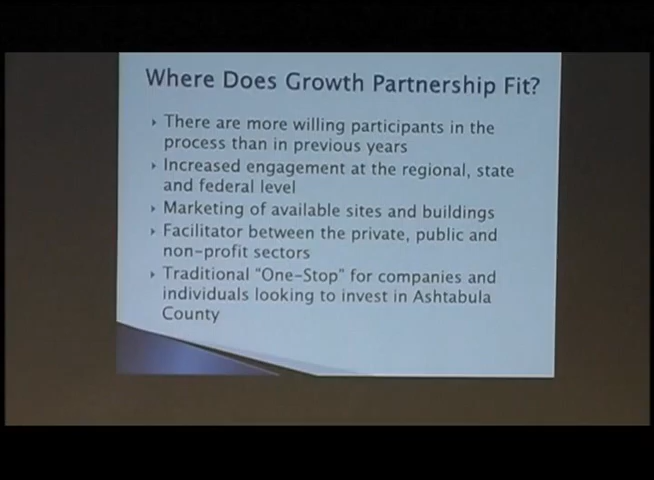 Where Does Growth Partnership Fit?
There are more willing participants in the
process than in previous years
Increased engagement at the regional, state
and federal level
Marketing of available sites and buildings
Facilitator between the private, public and
non-profit sectors
Traditional "One-Stop" for companies and
individuals looking to invest in Ashtabula
County